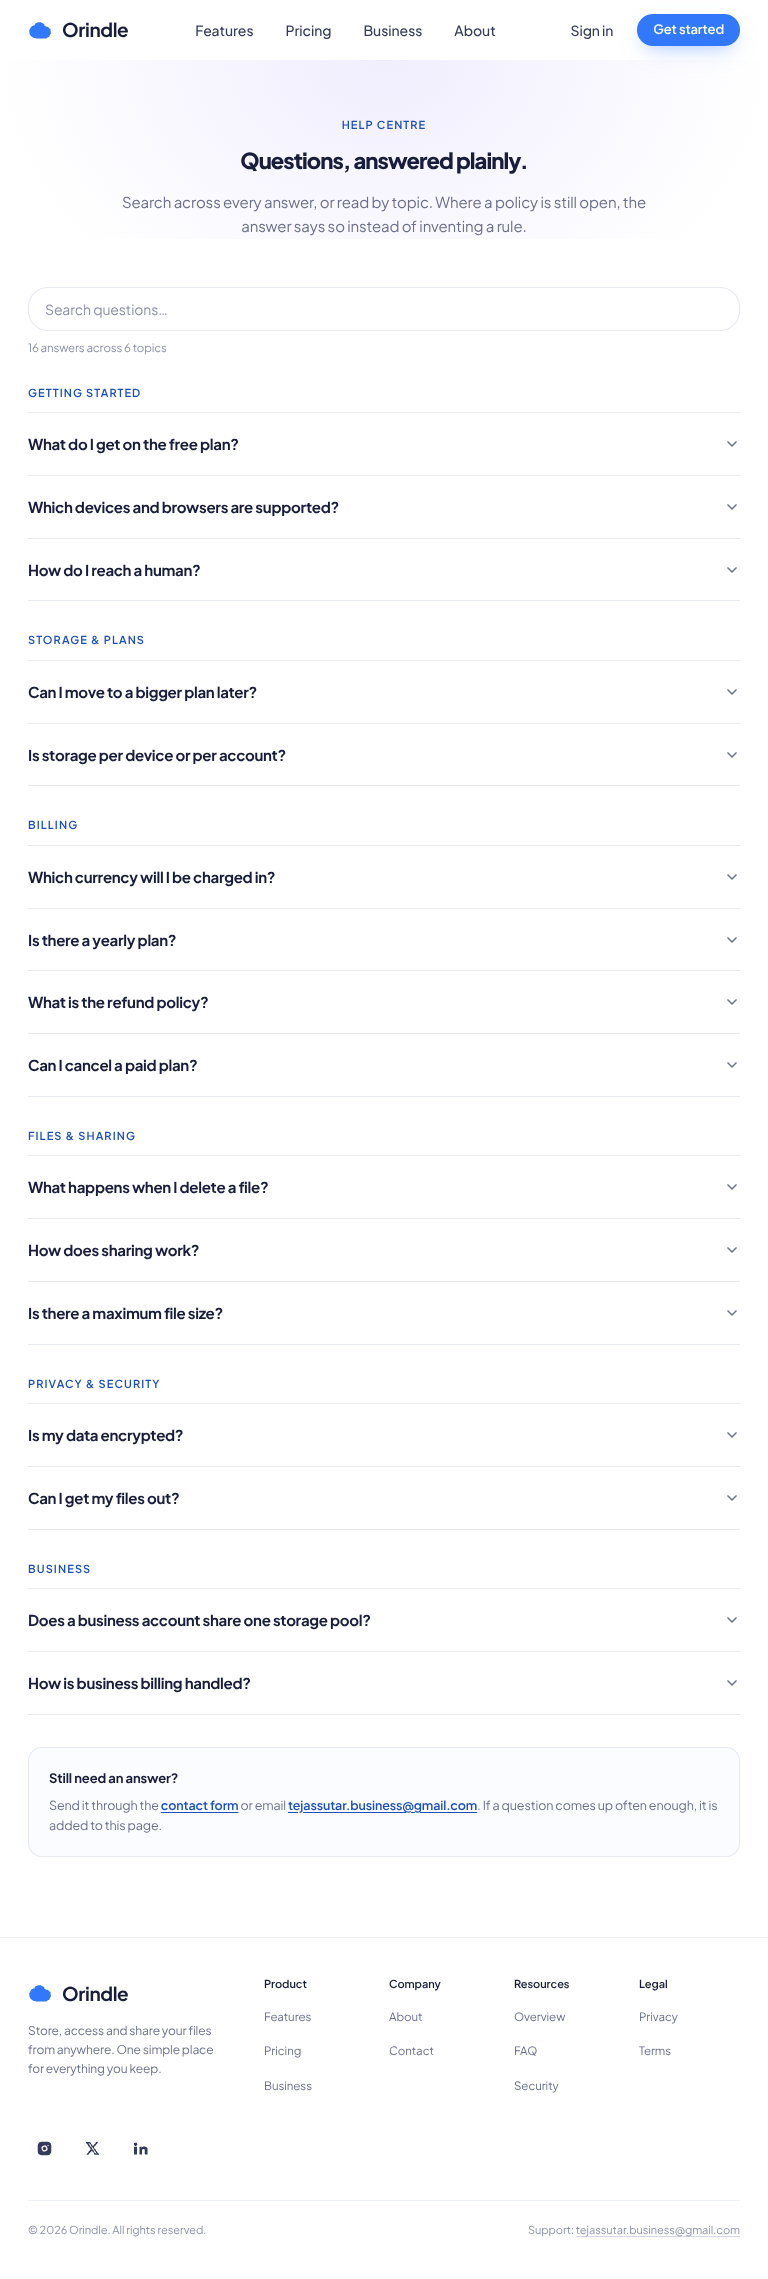 Orindle
Features
Pricing
Business
About
Sign in
Get started
HELP CENTRE
Questions, answered plainly.
Search across every answer, or read by topic. Where a policy is still open, the
answer says so instead of inventing a rule.
Search questions…
16 answers across 6 topics
GETTING STARTED
What do I get on the free plan?
Which devices and browsers are supported?
How do I reach a human?
STORAGE & PLANS
Can I move to a bigger plan later?
Is storage per device or per account?
BILLING
Which currency will I be charged in?
Is there a yearly plan?
What is the refund policy?
Can I cancel a paid plan?
FILES & SHARING
What happens when I delete a file?
How does sharing work?
Is there a maximum file size?
PRIVACY & SECURITY
Is my data encrypted?
Can I get my files out?
BUSINESS
Does a business account share one storage pool?
How is business billing handled?
Still need an answer?
Send it through the contact form or email tejassutar.business@gmail.com. If a question comes up often enough, it is
added to this page.
Orindle
Store, access and share your files
from anywhere. One simple place
for everything you keep.
Product
Features
Pricing
Business
Company
About
Contact
Resources
Overview
FAQ
Security
Legal
Privacy
Terms
© 2026 Orindle. All rights reserved.
Support: tejassutar.business@gmail.com